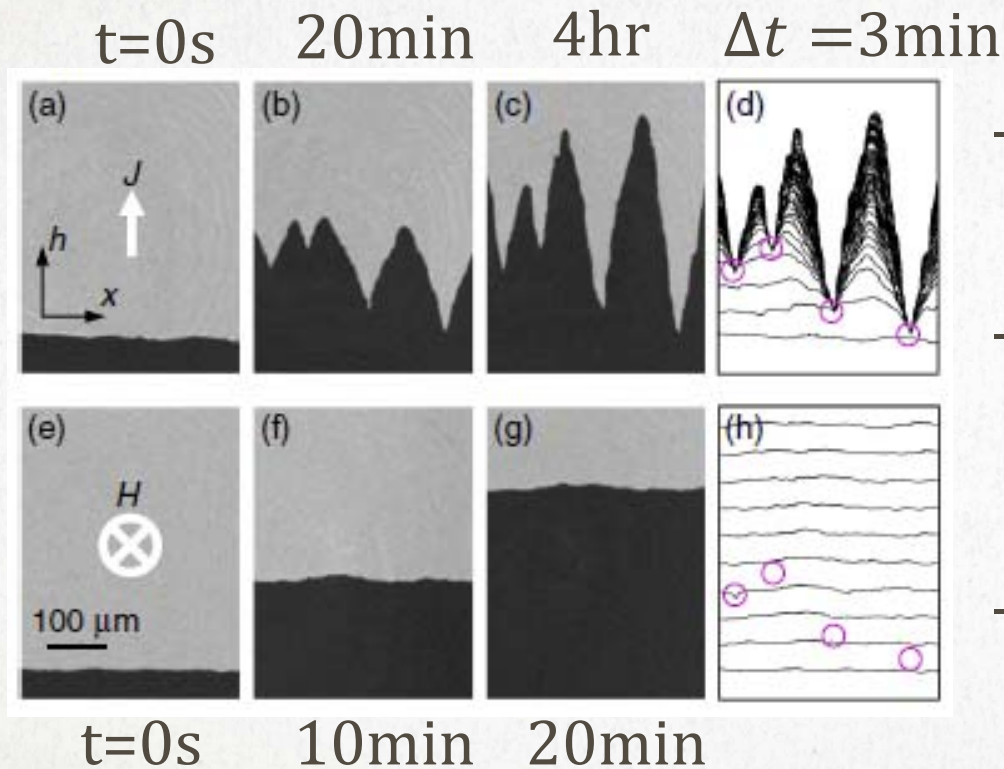 t=0s 20min 4hr Δt =3min
(a) (b) (c) (d)
J
h
x
(e) (f) (g) (h)
H
100 μm
t=0s 10min 20min